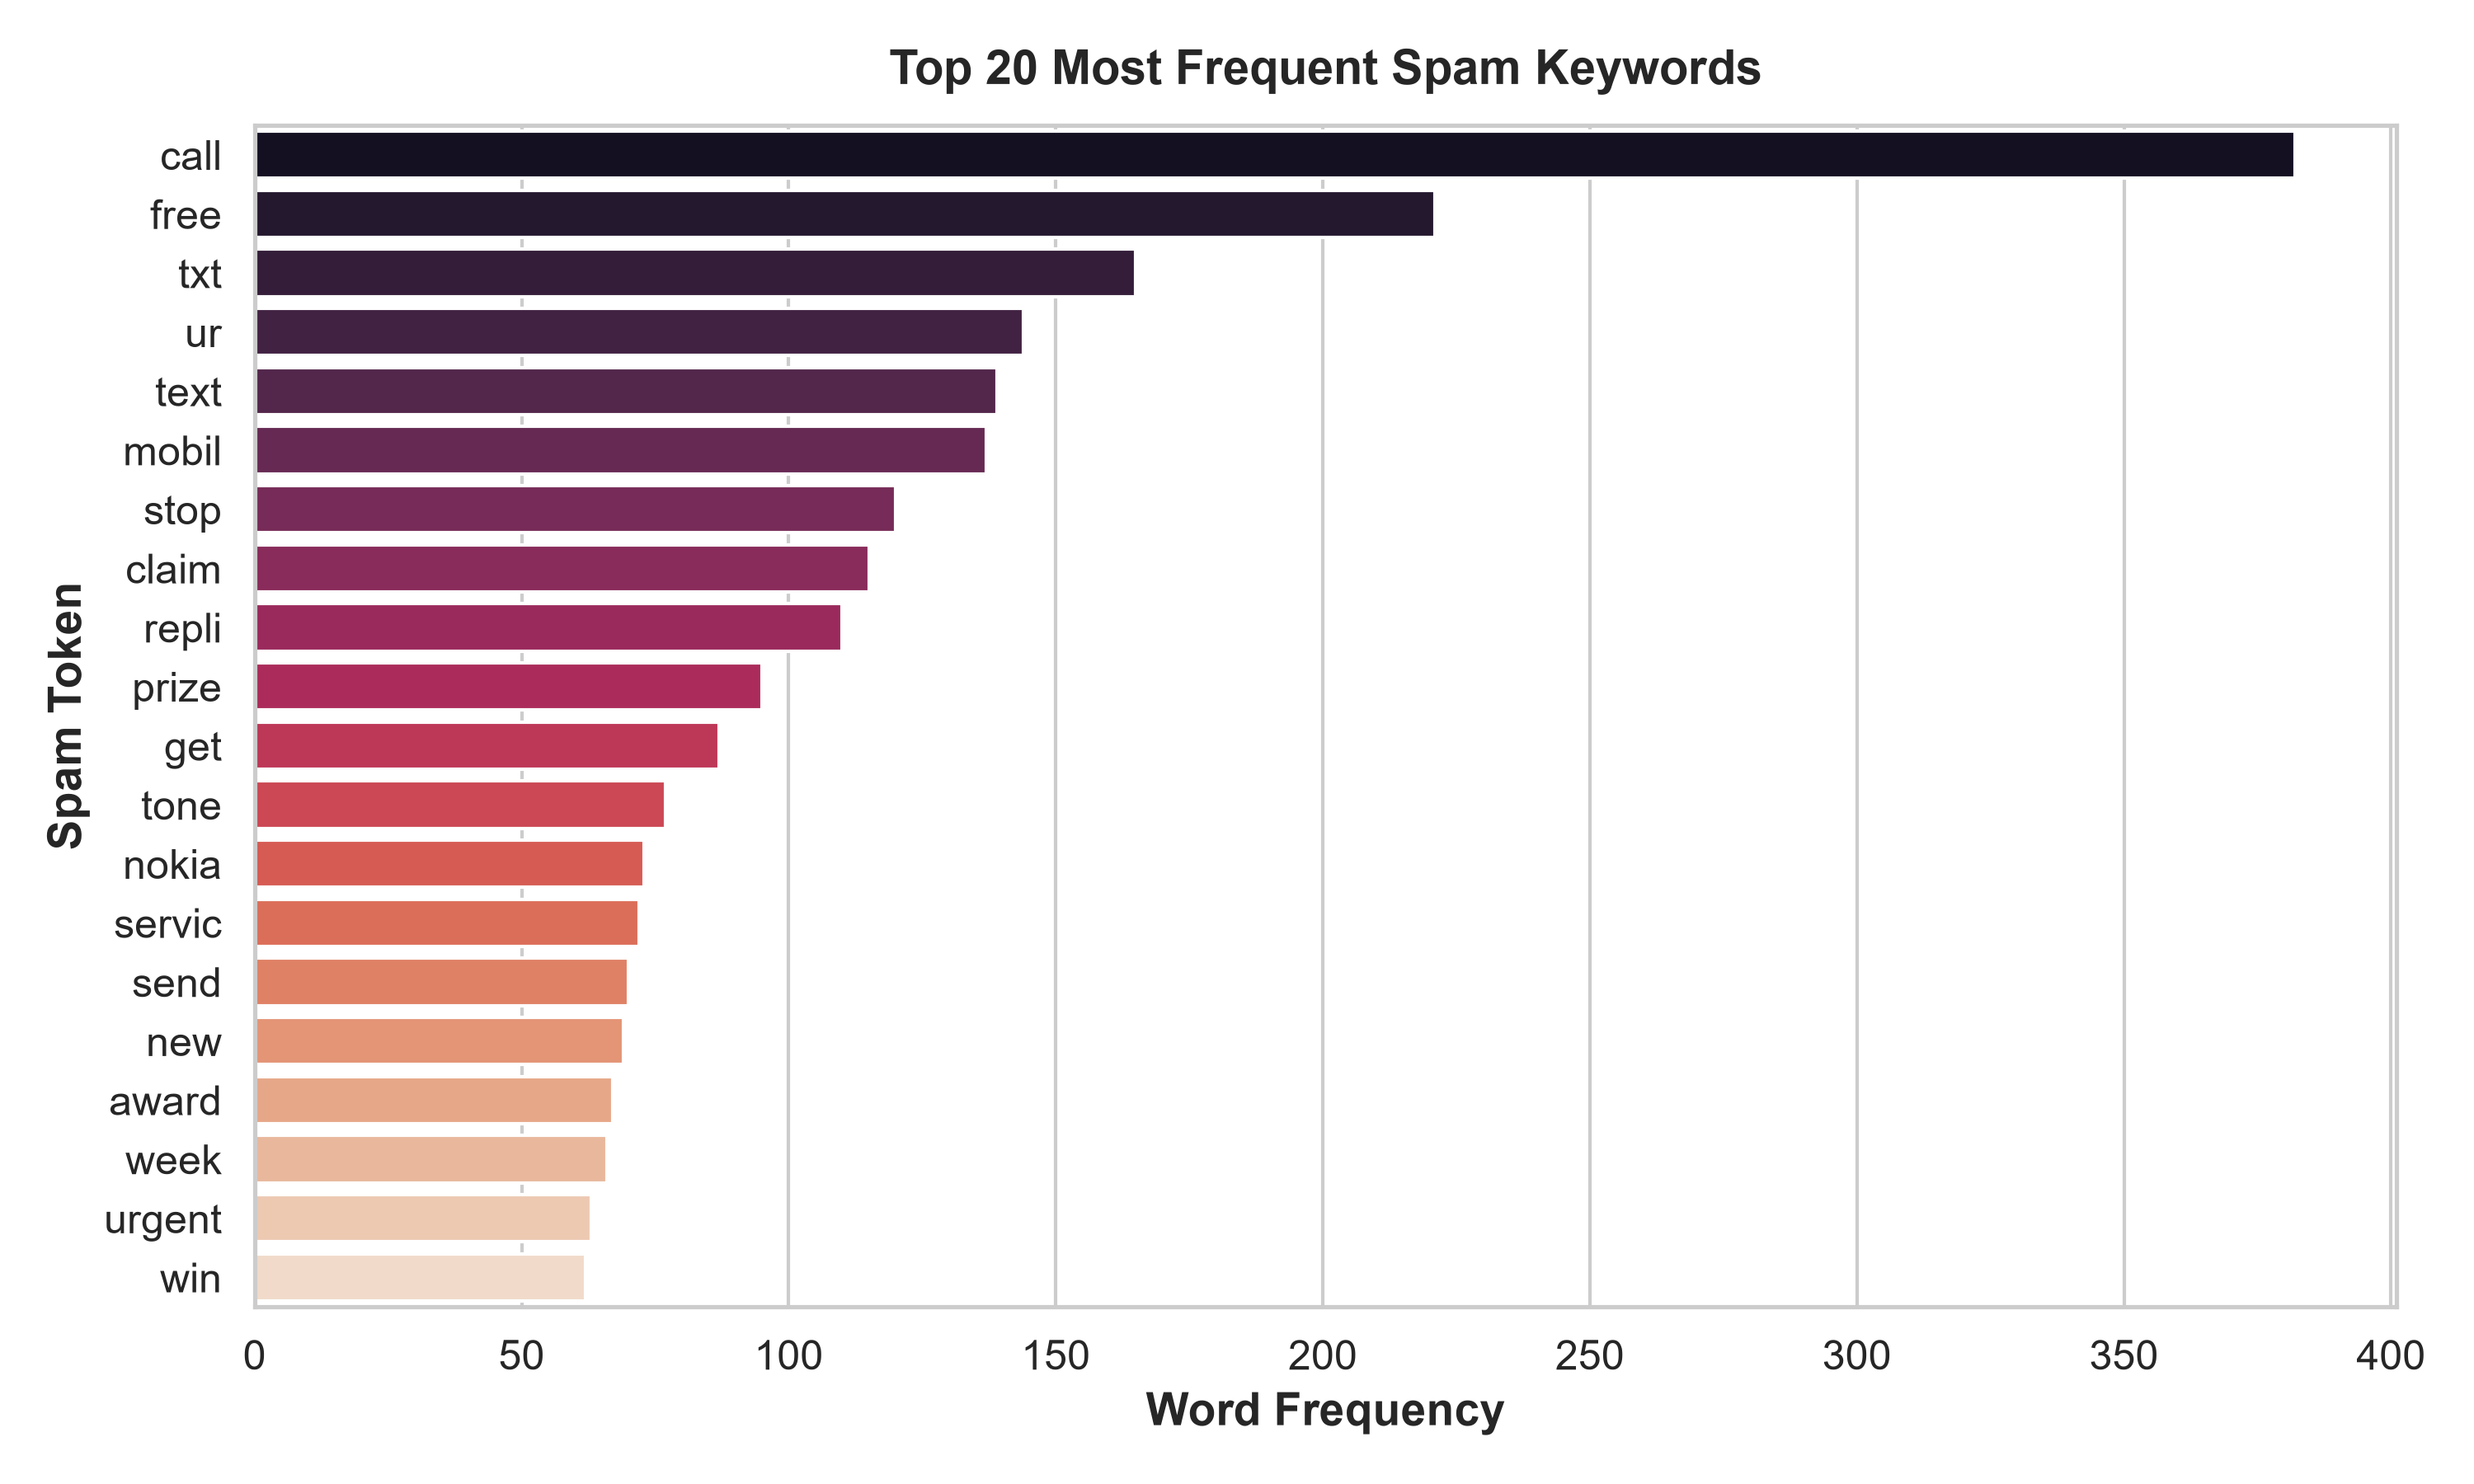 Top 20 Most Frequent Spam Keywords
call
free
txt
ur
text
mobil
stop
claim
repli
prize
get
tone
nokia
servic
send
new
award
week
urgent
win
Spam Token
0 50 100 150 200 250 300 350 400
Word Frequency